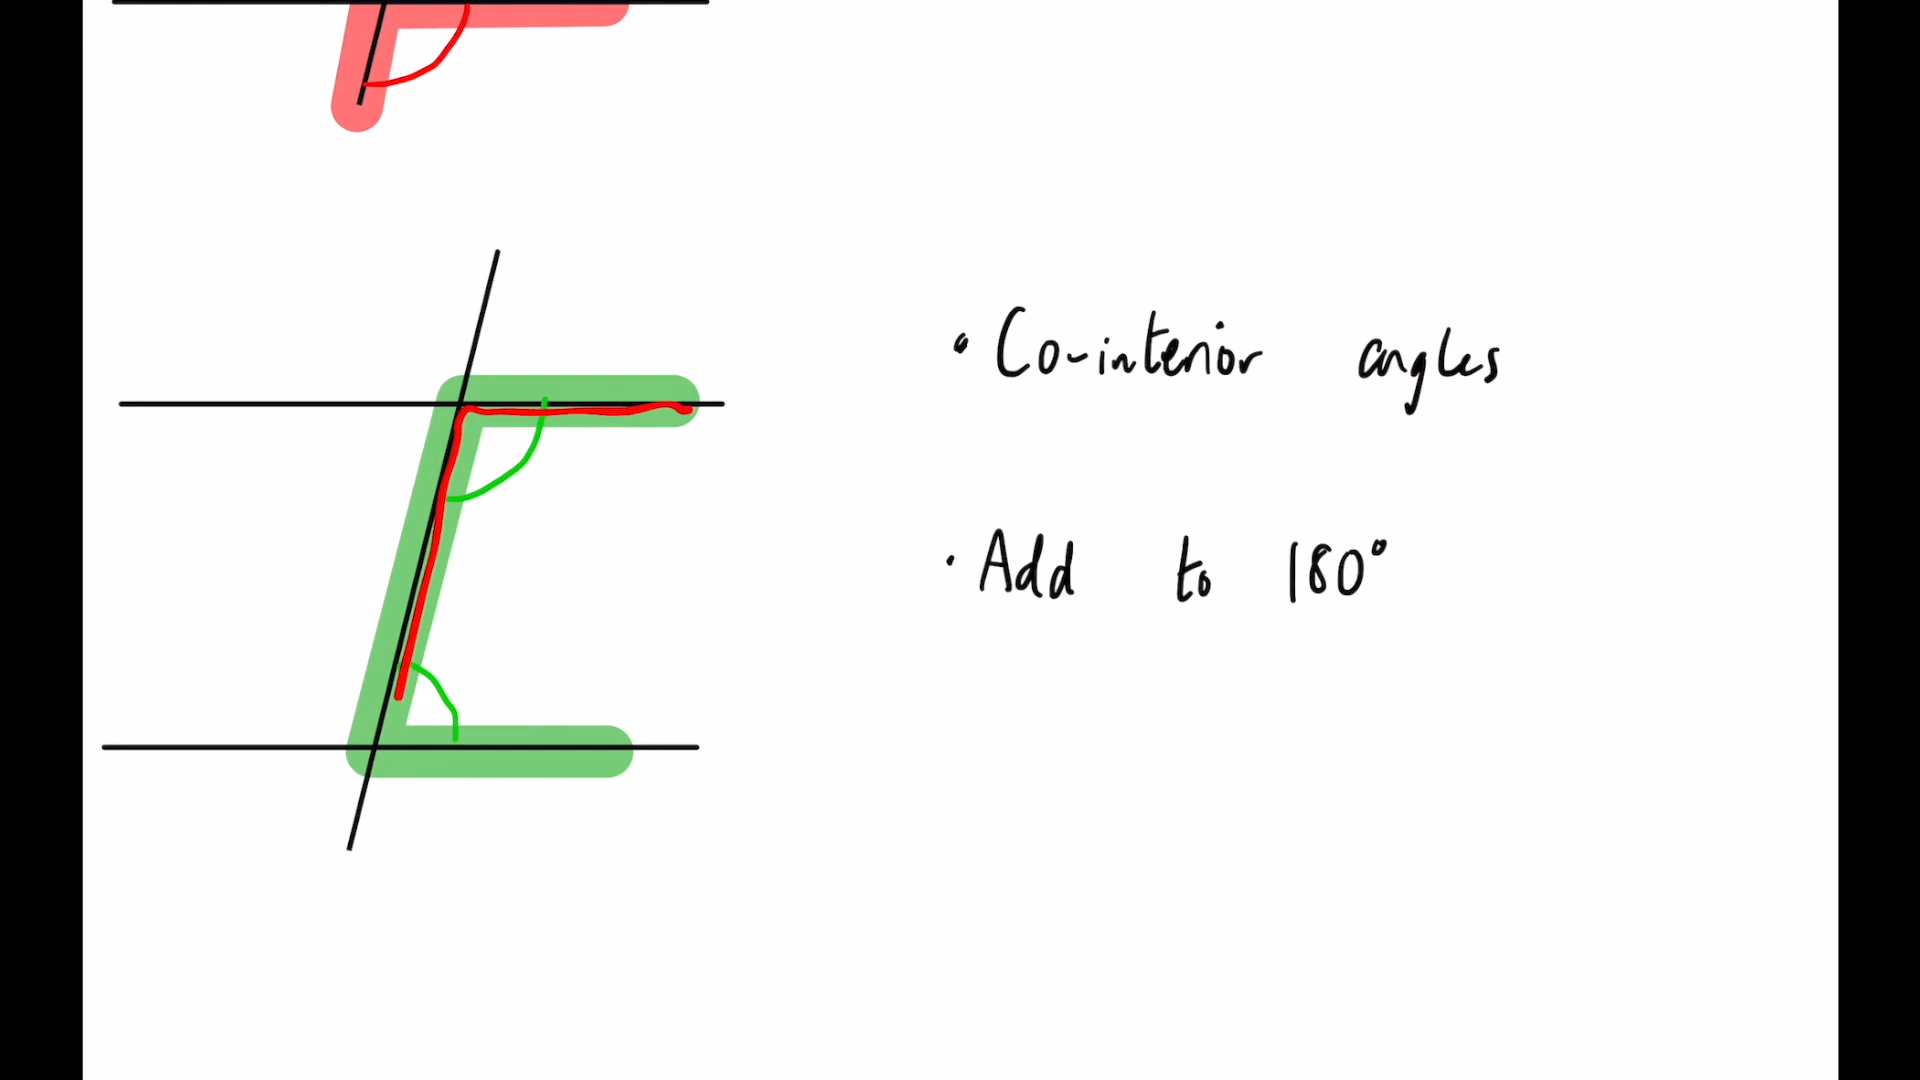 • Co-interior angles
• Add to 180°